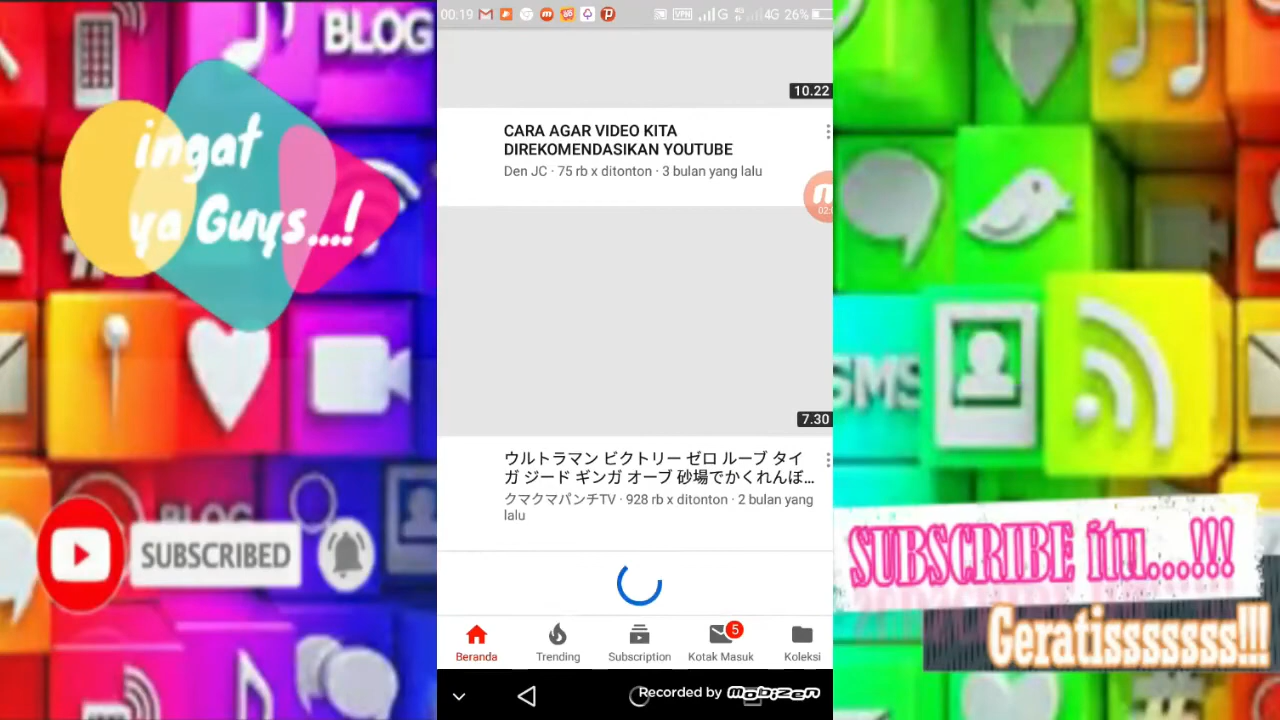 BLOG
ingat
ya Guys...!
BLOG
SUBSCRIBED
00:19
VPN
G
4G
4G 26%
10.22
CARA AGAR VIDEO KITA
DIREKOMENDASIKAN YOUTUBE
Den JC · 75 rb x ditonton · 3 bulan yang lalu
7.30
ウルトラマン ビクトリー ゼロ ルーブ タイ
ガ ジード ギンガ オーブ 砂場でかくれんぼ...
クマクマパンチTV · 928 rb x ditonton · 2 bulan yang
lalu
5
Beranda
Trending
Subscription
Kotak Masuk
Koleksi
Recorded by mobizen
SMS
SUBSCRIBE itu...!!!
Geratisssssss!!!